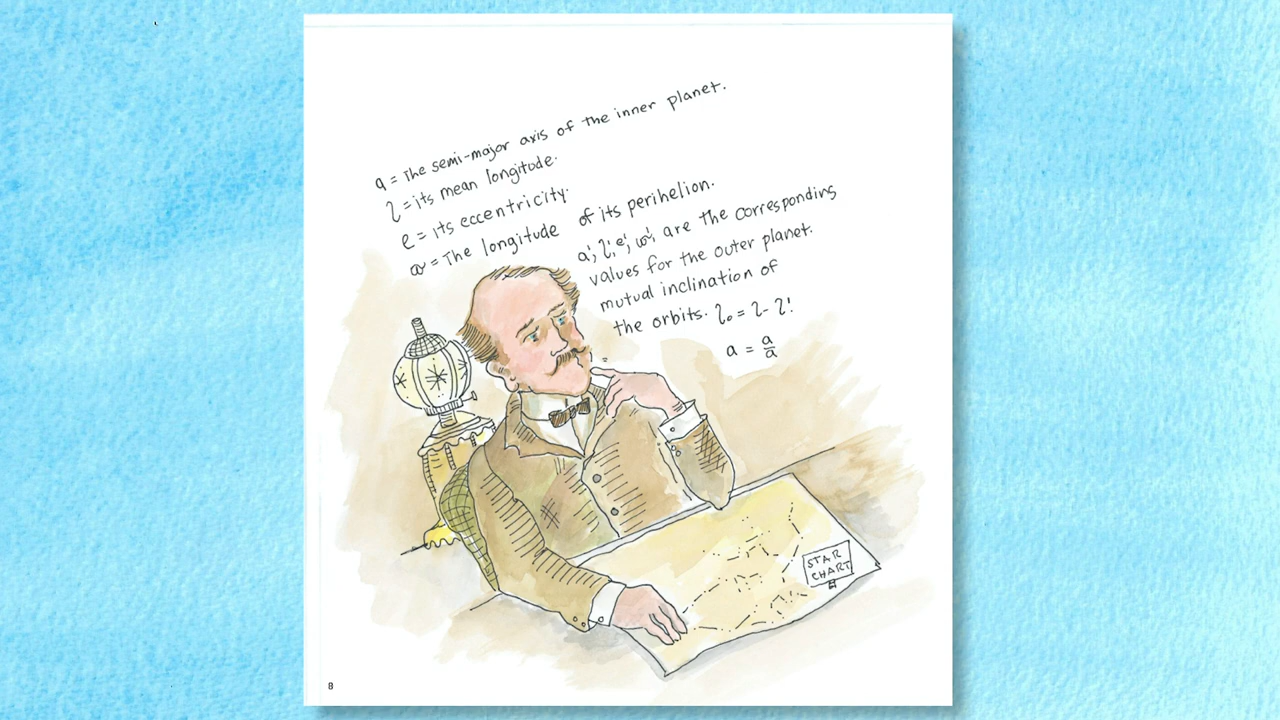 a = The semi-major axis of the inner planet.
l = its mean longitude.
e = its eccentricity.
ϖ = The longitude of its perihelion.
a', l', e', ϖ', are the corresponding
values for the outer planet.
mutual inclination of
the orbits. l₀ = l - l'
a = a/a
STAR
CHART
8